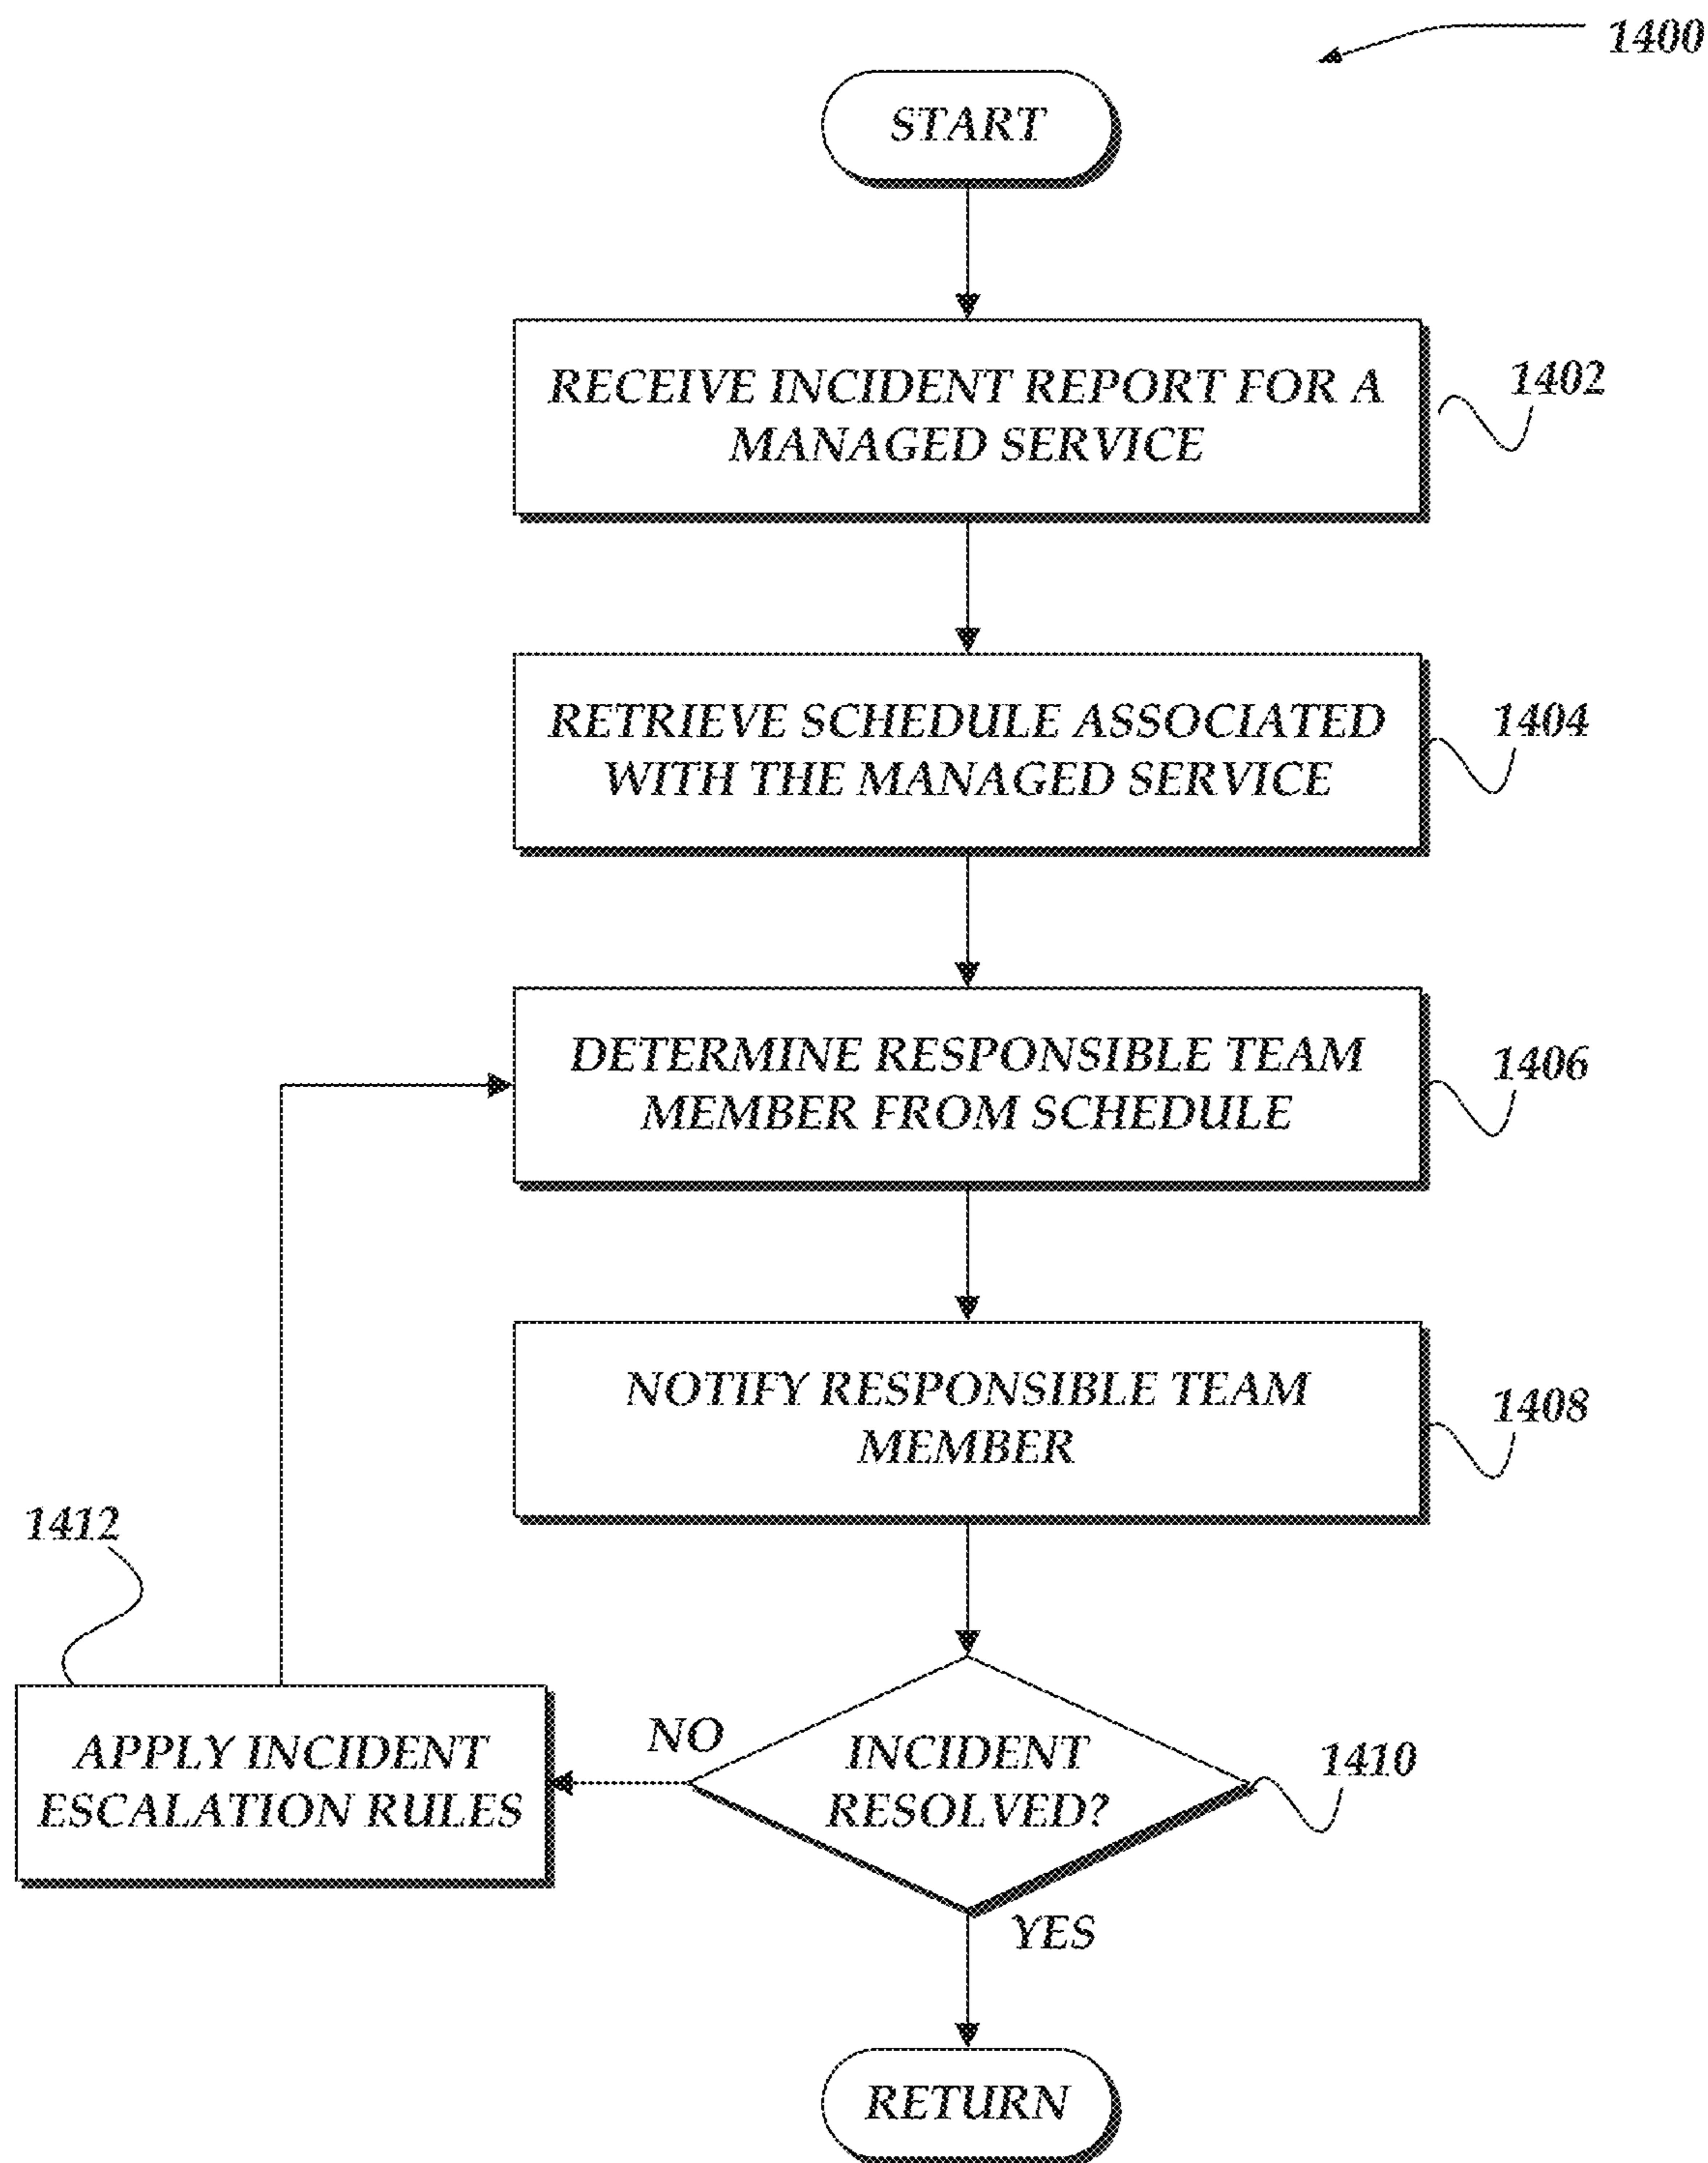 1400
START
RECEIVE INCIDENT REPORT FOR A
MANAGED SERVICE
1402
RETRIEVE SCHEDULE ASSOCIATED
WITH THE MANAGED SERVICE
1404
DETERMINE RESPONSIBLE TEAM
MEMBER FROM SCHEDULE
1406
NOTIFY RESPONSIBLE TEAM
MEMBER
1408
1412
APPLY INCIDENT
ESCALATION RULES
NO
INCIDENT
RESOLVED?
1410
YES
RETURN